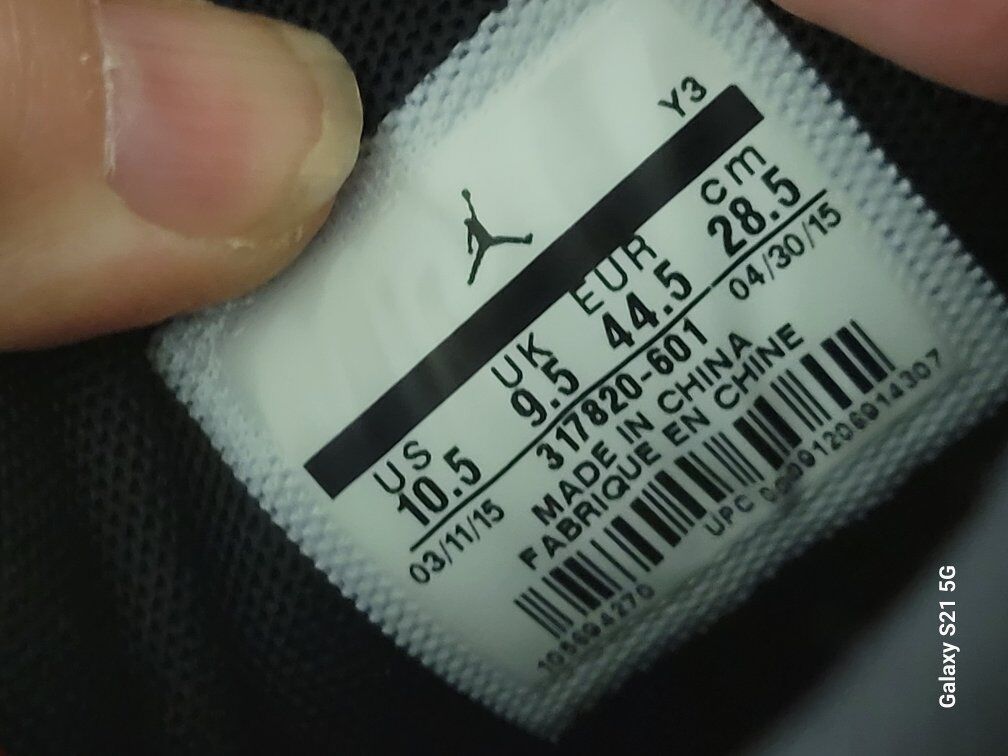 Y3
US UK EUR cm
10.5 9.5 44.5 28.5
03/11/15 317820-601 04/30/15
MADE IN CHINA
FABRIQUE EN CHINE
UPC
Galaxy S21 5G